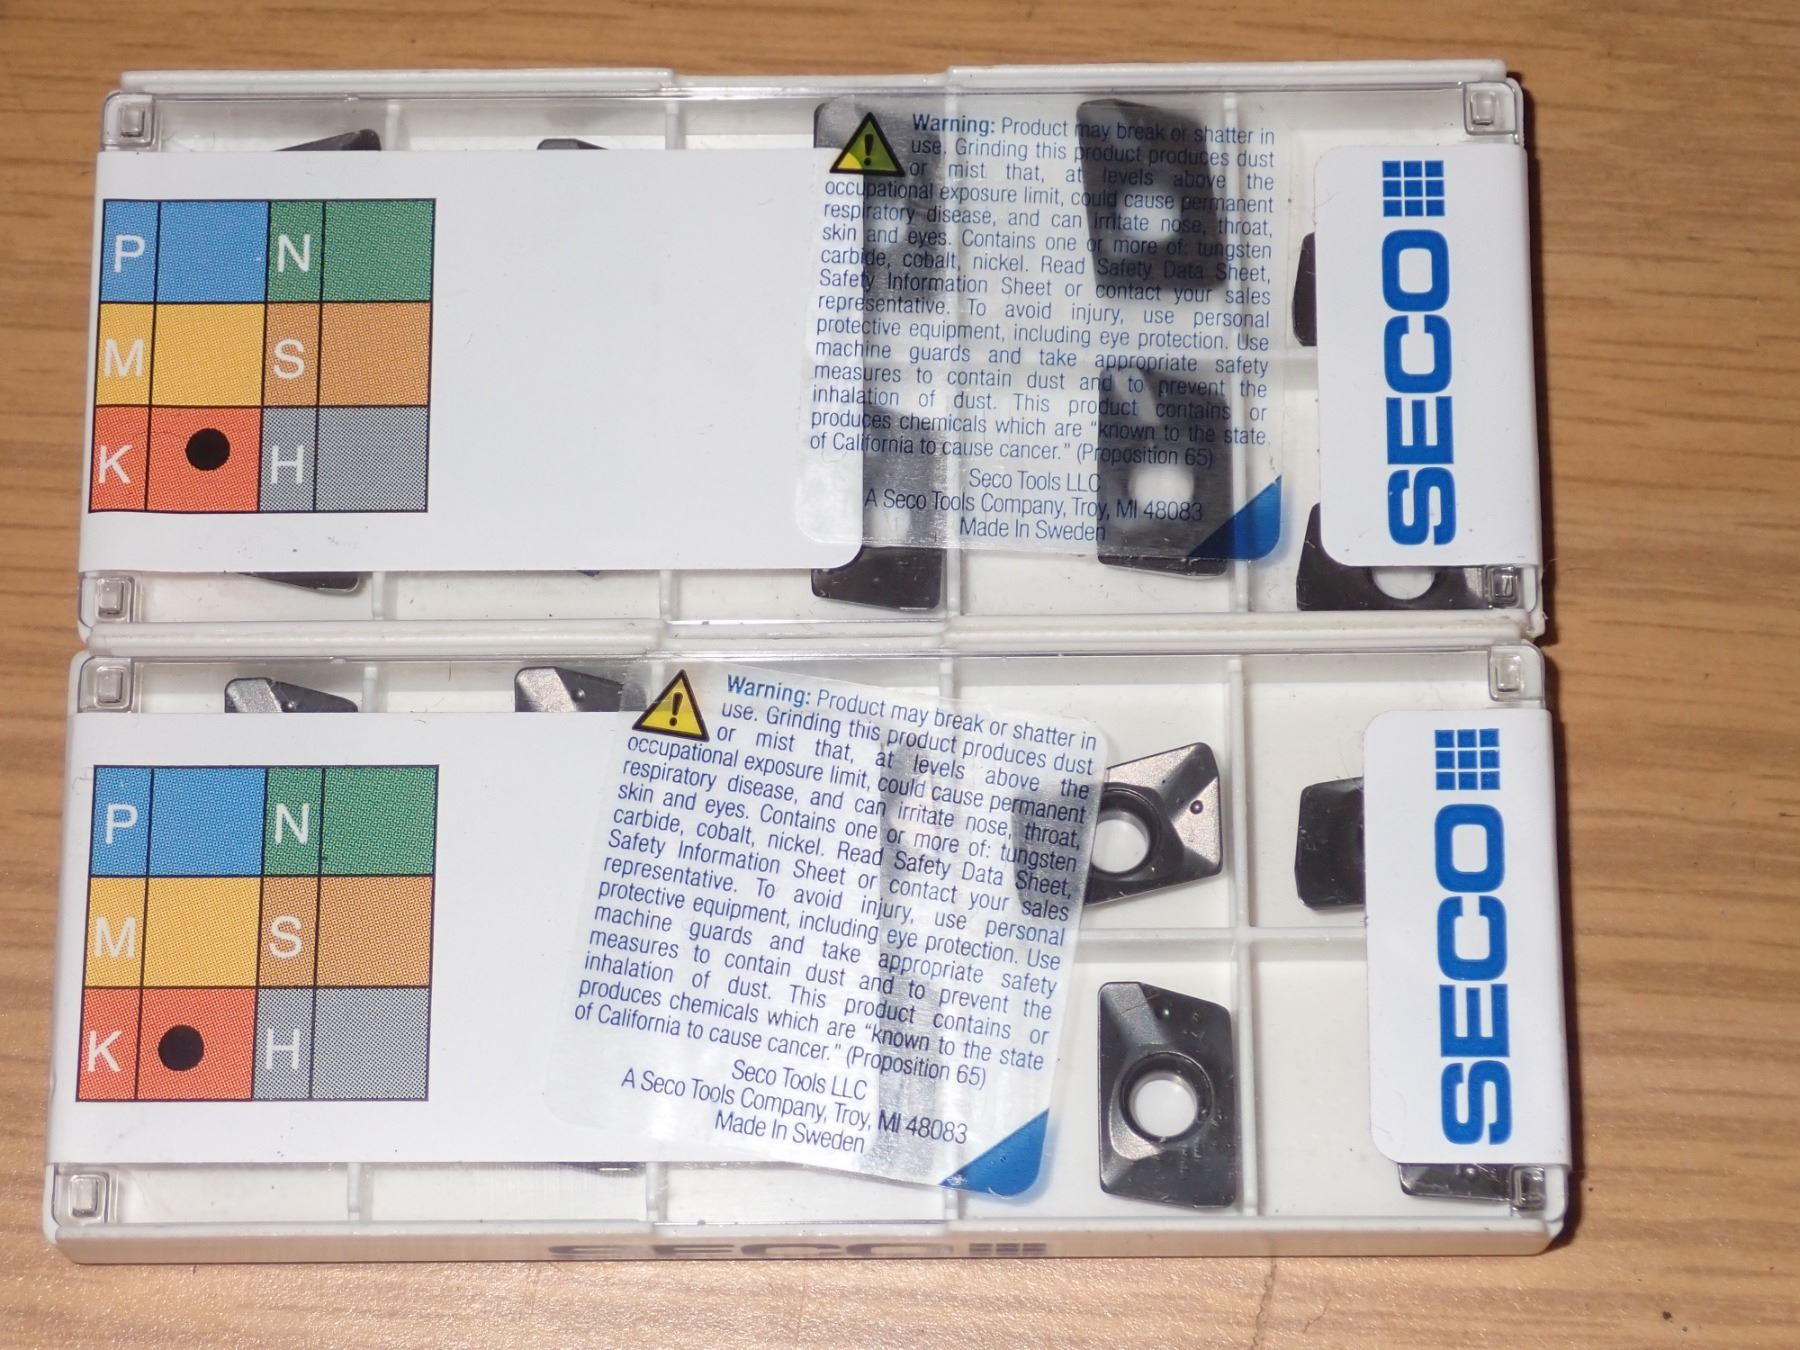 P N
M S
K H
Warning: Product may break or shatter in
use. Grinding this product produces dust
or mist that, at levels above the
occupational exposure limit, could cause permanent
respiratory disease, and can irritate nose, throat,
skin and eyes. Contains one or more of: tungsten
carbide, cobalt, nickel. Read Safety Data Sheet,
Safety Information Sheet or contact your sales
representative. To avoid injury, use personal
protective equipment, including eye protection. Use
machine guards and take appropriate safety
measures to contain dust and to prevent the
inhalation of dust. This product contains or
produces chemicals which are "known to the state
of California to cause cancer." (Proposition 65)
Seco Tools LLC
A Seco Tools Company, Troy, MI 48083
Made In Sweden
SECO
P N
M S
K H
Warning: Product may break or shatter in
use. Grinding this product produces dust
or mist that, at levels above the
occupational exposure limit, could cause permanent
respiratory disease, and can irritate nose, throat,
skin and eyes. Contains one or more of: tungsten
carbide, cobalt, nickel. Read Safety Data Sheet,
Safety Information Sheet or contact your sales
representative. To avoid injury, use personal
protective equipment, including eye protection. Use
machine guards and take appropriate safety
measures to contain dust and to prevent the
inhalation of dust. This product contains or
produces chemicals which are "known to the state
of California to cause cancer." (Proposition 65)
Seco Tools LLC
A Seco Tools Company, Troy, MI 48083
Made In Sweden
SECO
SECO